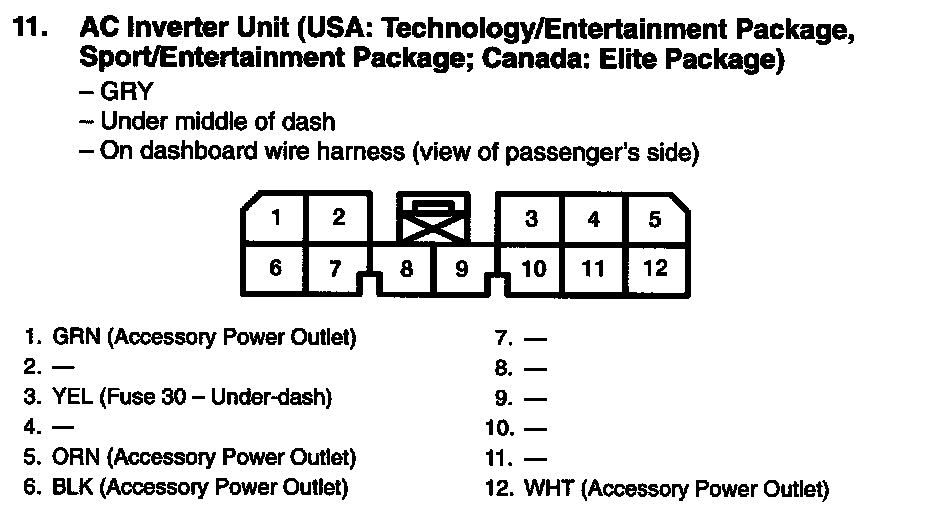 11. AC Inverter Unit (USA: Technology/Entertainment Package,
Sport/Entertainment Package; Canada: Elite Package)
– GRY
– Under middle of dash
– On dashboard wire harness (view of passenger's side)
1 2 3 4 5
6 7 8 9 10 11 12
1. GRN (Accessory Power Outlet)
2. —
3. YEL (Fuse 30 – Under-dash)
4. —
5. ORN (Accessory Power Outlet)
6. BLK (Accessory Power Outlet)
7. —
8. —
9. —
10. —
11. —
12. WHT (Accessory Power Outlet)